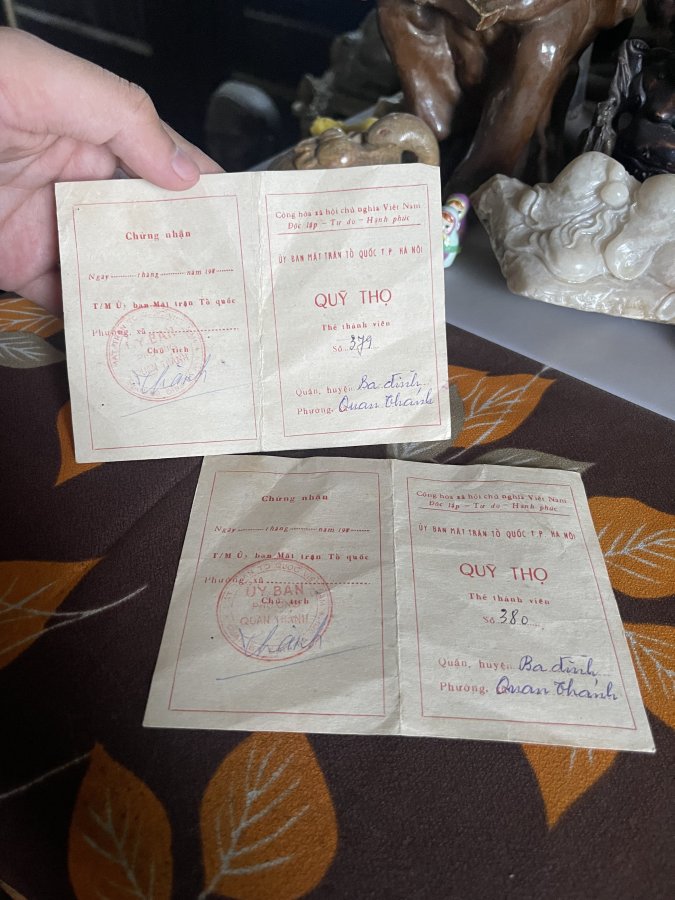 Chứng nhận
Ngày tháng năm 198
T/M Ủy ban Mặt trận Tổ quốc
Phường, xã
Chủ tịch
Thành
Cộng hòa xã hội chủ nghĩa Việt Nam
Độc lập - Tự do - Hạnh phúc
ỦY BAN MẶT TRẬN TỔ QUỐC T.P. HÀ NỘI
QUỸ THỌ
Thẻ thành viên
Số 379
Quận, huyện: Ba đình
Phường, Quan thánh
Chứng nhận
Ngày tháng năm 198
T/M Ủy ban Mặt trận Tổ quốc
Phường, xã
Chủ tịch
ỦY BAN
QUAN THÁNH
Thành
Cộng hòa xã hội chủ nghĩa Việt Nam
Độc lập - Tự do - Hạnh phúc
ỦY BAN MẶT TRẬN TỔ QUỐC T.P. HÀ NỘI
QUỸ THỌ
Thẻ thành viên
Số 380
Quận, huyện: Ba đình
Phường, Quan thánh